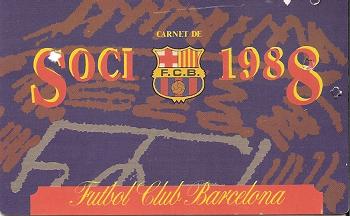 CARNET DE
SOCI 1988
F.C.B.
Futbol Club Barcelona